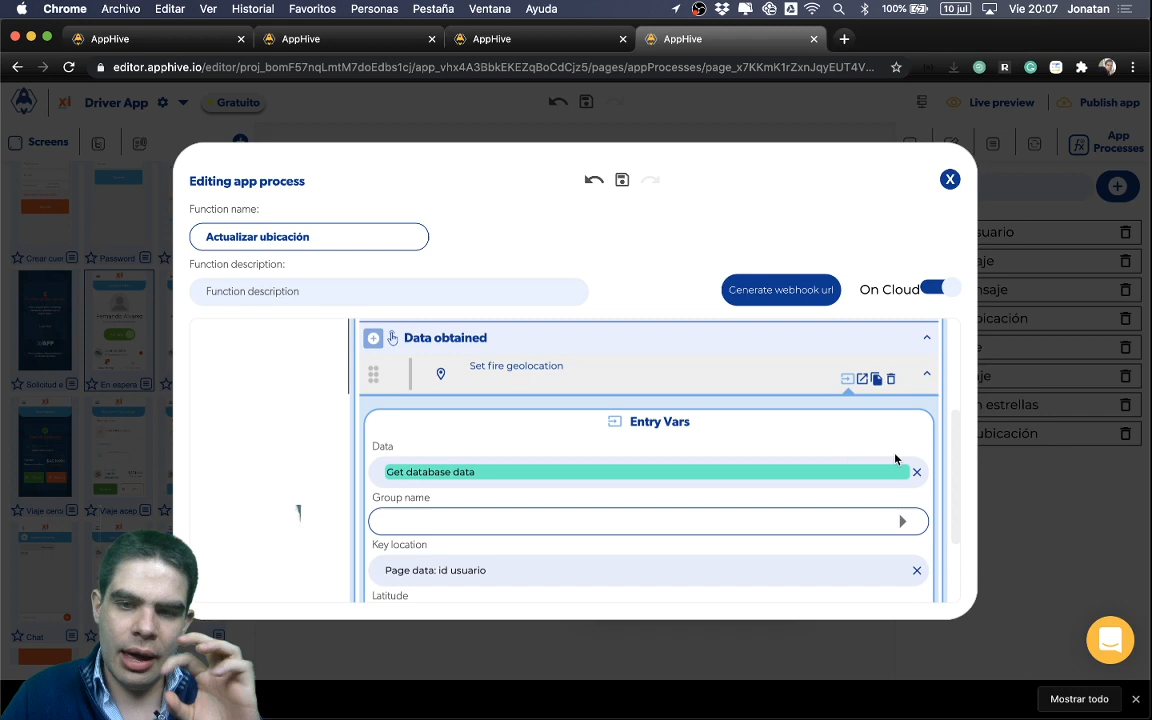 Chrome Archivo Editar Ver Historial Favoritos Personas Pestaña Ventana Ayuda 100% 10 jul Vie 20:07 Jonatan
AppHive AppHive AppHive AppHive
editor.apphive.io/editor/proj_bomF57nqLmtM7doEdbs1cj/app_vhx4A3BbkEKEZqBoCdCjz5/pages/appProcesses/page_x7KKmK1rZxnJqyEUT4V...
Driver App Gratuito Live preview Publish app
Screens App
Processes
Editing app process X
Function name:
Actualizar ubicación
Function description:
Function description
Generate webhook url On Cloud
Data obtained
Set fire geolocation
Entry Vars
Data
Get database data
Group name
Key location
Page data: id usuario
Latitude
suario
je
nsaje
bicación
e
je
n estrellas
ubicación
Crear cue Password
Solicitud e En espera
Viaje cerra Viaje acep
Chat
Mostrar todo